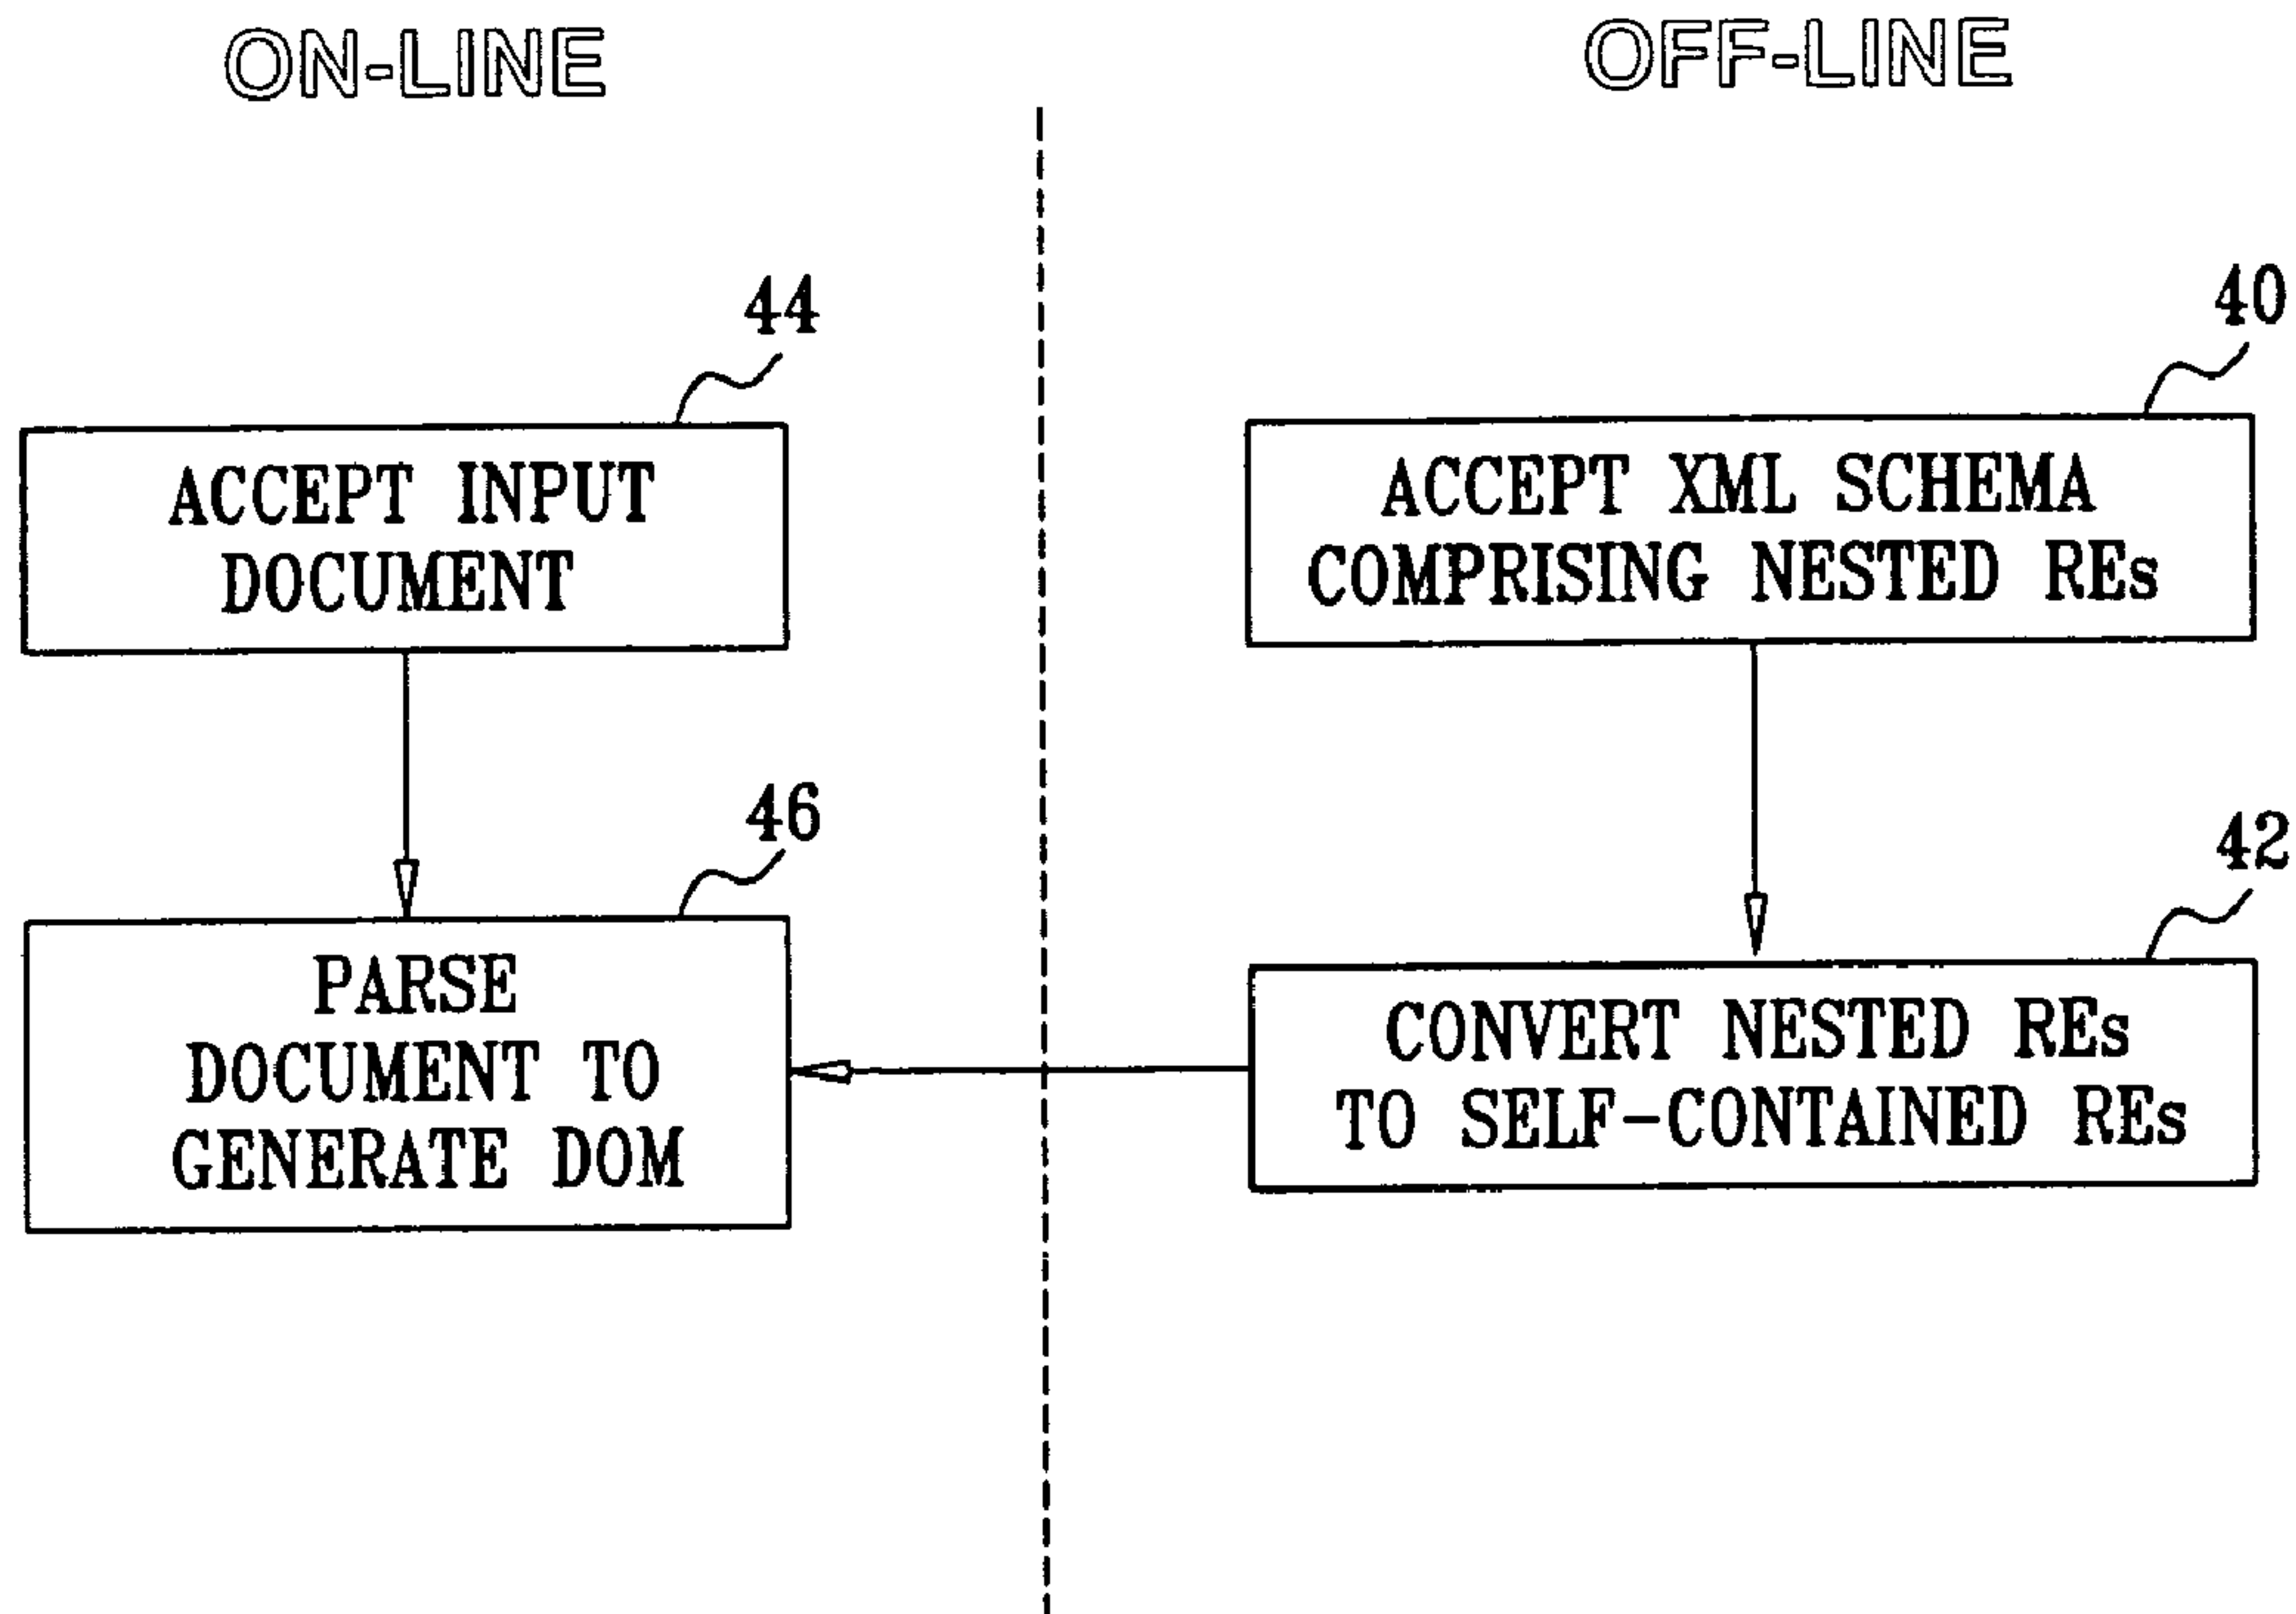 ON-LINE
OFF-LINE
44
ACCEPT INPUT
DOCUMENT
40
ACCEPT XML SCHEMA
COMPRISING NESTED REs
46
PARSE
DOCUMENT TO
GENERATE DOM
42
CONVERT NESTED REs
TO SELF-CONTAINED REs